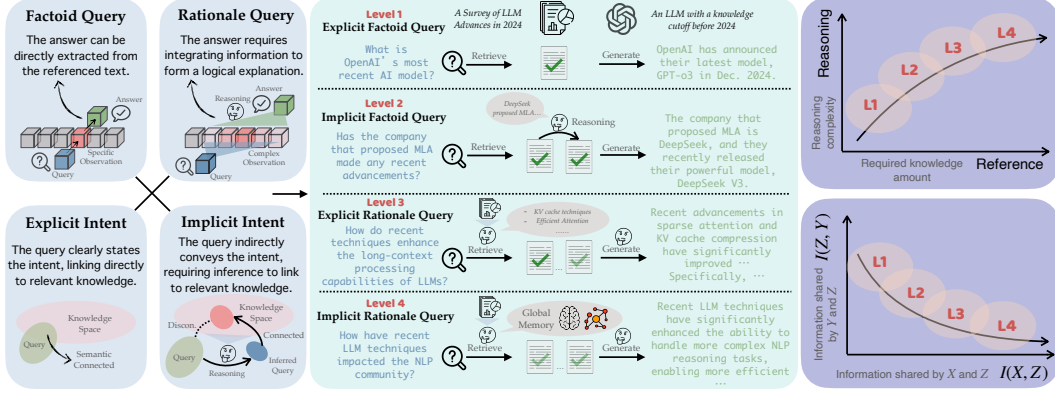 Factoid Query
The answer can be
directly extracted
from the referenced text.
Answer
Specific
Observation
Query
Rationale Query
The answer requires
integrating information to
form a logical explanation.
Answer
Reasoning
Complex
Observation
Query
Explicit Intent
The query clearly states
the intent, linking directly
to relevant knowledge.
Knowledge
Space
Query
Semantic
Connected
Implicit Intent
The query indirectly
conveys the intent,
requiring inference to link
to relevant knowledge.
Knowledge
Space
Discon.
Connected
Query
Inferred
Query
Reasoning
Level 1
Explicit Factoid Query
A Survey of LLM
Advances in 2024
An LLM with a knowledge
cutoff before 2024
What is
OpenAI's most
recent AI model?
Retrieve
Generate
OpenAI has announced
their latest model,
GPT-o3 in Dec. 2024.
Level 2
Implicit Factoid Query
DeepSeek
proposed MLA...
Reasoning
Has the company
that proposed MLA
made any recent
advancements?
Retrieve
Generate
The company that
proposed MLA is
DeepSeek, and they
recently released
their powerful model,
DeepSeek V3.
Level 3
Explicit Rationale Query
- KV cache techniques
- Efficient Attention
......
How do recent
techniques enhance
the long-context
processing
capabilities of LLMs?
Retrieve
...
Generate
Recent advancements in
sparse attention and
KV cache compression
have significantly
improved ...
Specifically, ...
Level 4
Implicit Rationale Query
Global
Memory
How have recent
LLM techniques
impacted the NLP
community?
Retrieve
...
Generate
Recent LLM techniques
have significantly
enhanced the ability to
handle more complex NLP
reasoning tasks,
enabling more efficient
...
Reasoning
Reasoning
complexity
L1
L2
L3
L4
Required knowledge
amount
Reference
I(Z, Y)
Information shared
by Y and Z
L1
L2
L3
L4
Information shared by X and Z
I(X, Z)